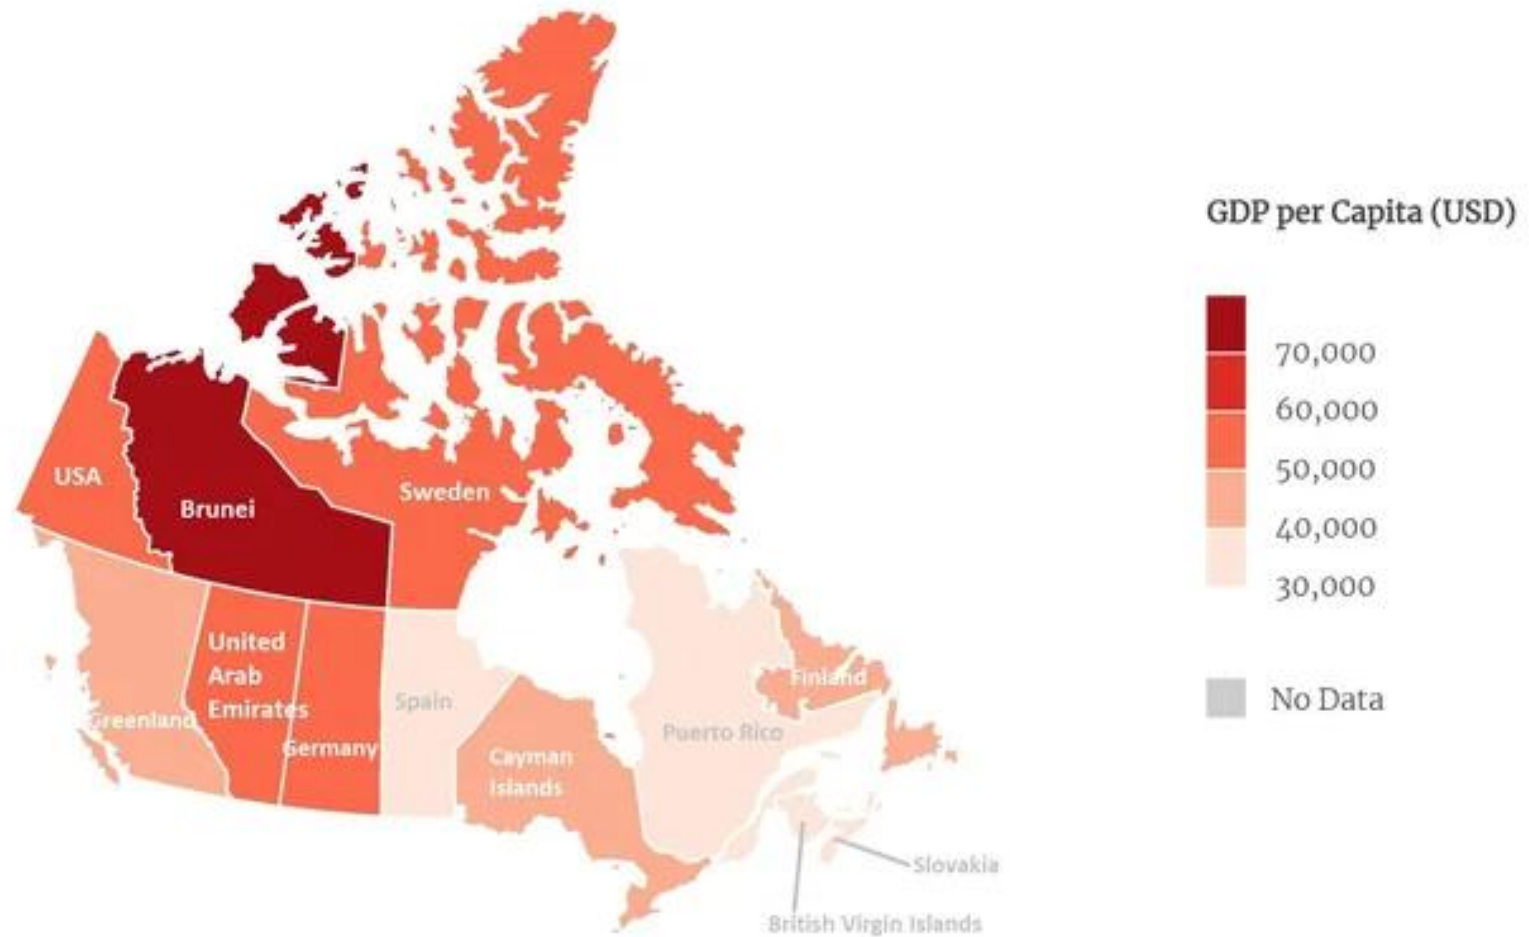 GDP per Capita (USD)
70,000
60,000
50,000
40,000
30,000
No Data
USA
Brunei
Sweden
United
Arab
Emirates
Greenland
Germany
Spain
Cayman
Islands
Puerto Rico
Finland
Slovakia
British Virgin Islands